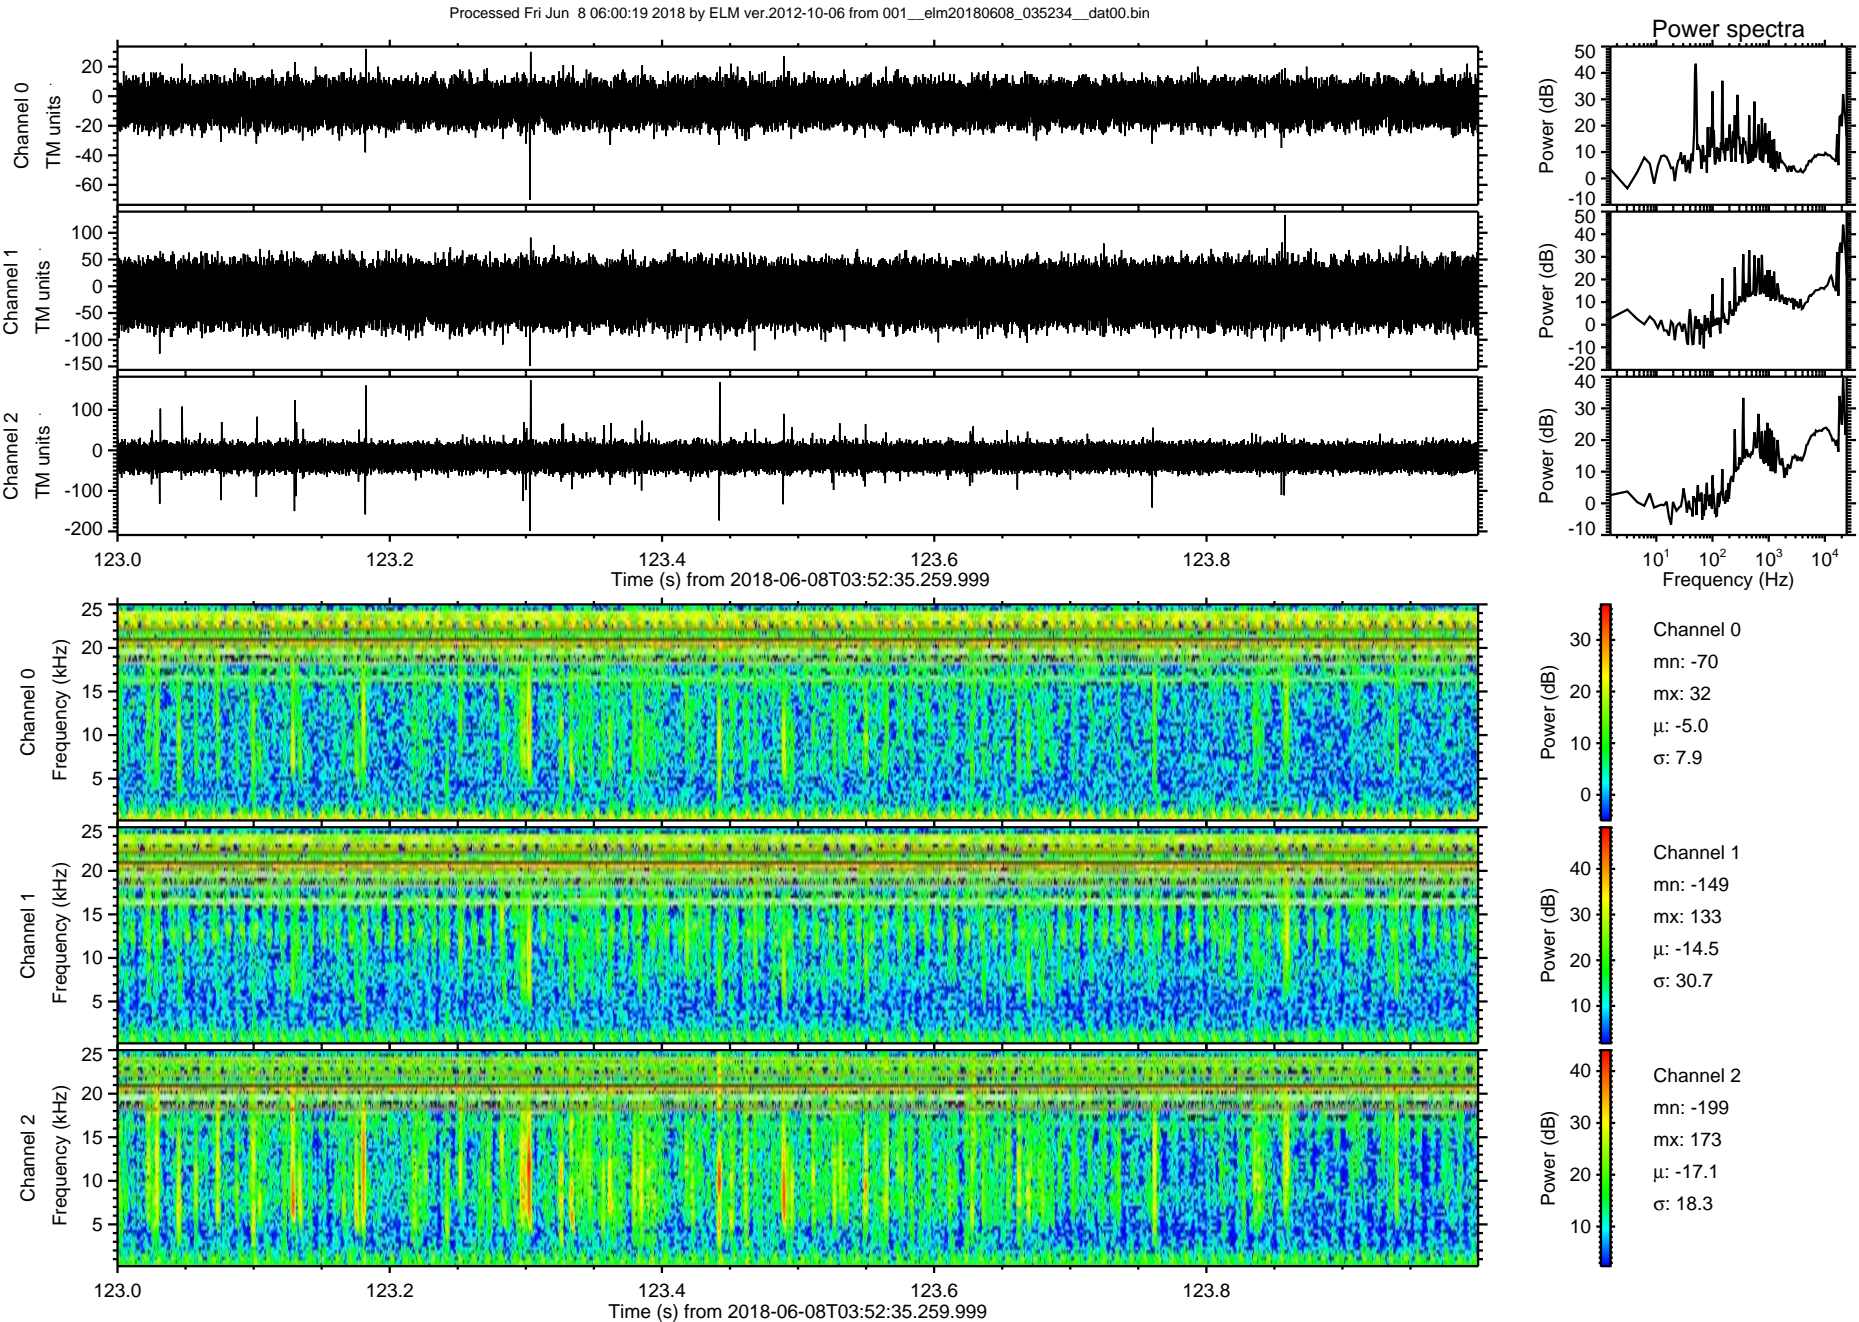 Processed Fri Jun  8 06:00:19 2018 by ELM ver.2012-10-06 from 001__elm20180608_035234__dat00.bin
Power spectra
Channel 0
TM units
20
0
-20
-40
-60
Power (dB)
50
40
30
20
10
0
-10
Channel 1
TM units
100
50
0
-50
-100
-150
Power (dB)
50
40
30
20
10
0
-10
-20
Channel 2
TM units
100
0
-100
-200
Power (dB)
40
30
20
10
0
-10
123.0 123.2 123.4 123.6 123.8
Time (s) from 2018-06-08T03:52:35.259.999
10^1 10^2 10^3 10^4
Frequency (Hz)
Channel 0
Frequency (kHz)
25
20
15
10
5
Power (dB)
30
20
10
0
Channel 0
mn: -70
mx: 32
μ: -5.0
σ: 7.9
Channel 1
Frequency (kHz)
25
20
15
10
5
Power (dB)
40
30
20
10
Channel 1
mn: -149
mx: 133
μ: -14.5
σ: 30.7
Channel 2
Frequency (kHz)
25
20
15
10
5
Power (dB)
40
30
20
10
Channel 2
mn: -199
mx: 173
μ: -17.1
σ: 18.3
123.0 123.2 123.4 123.6 123.8
Time (s) from 2018-06-08T03:52:35.259.999